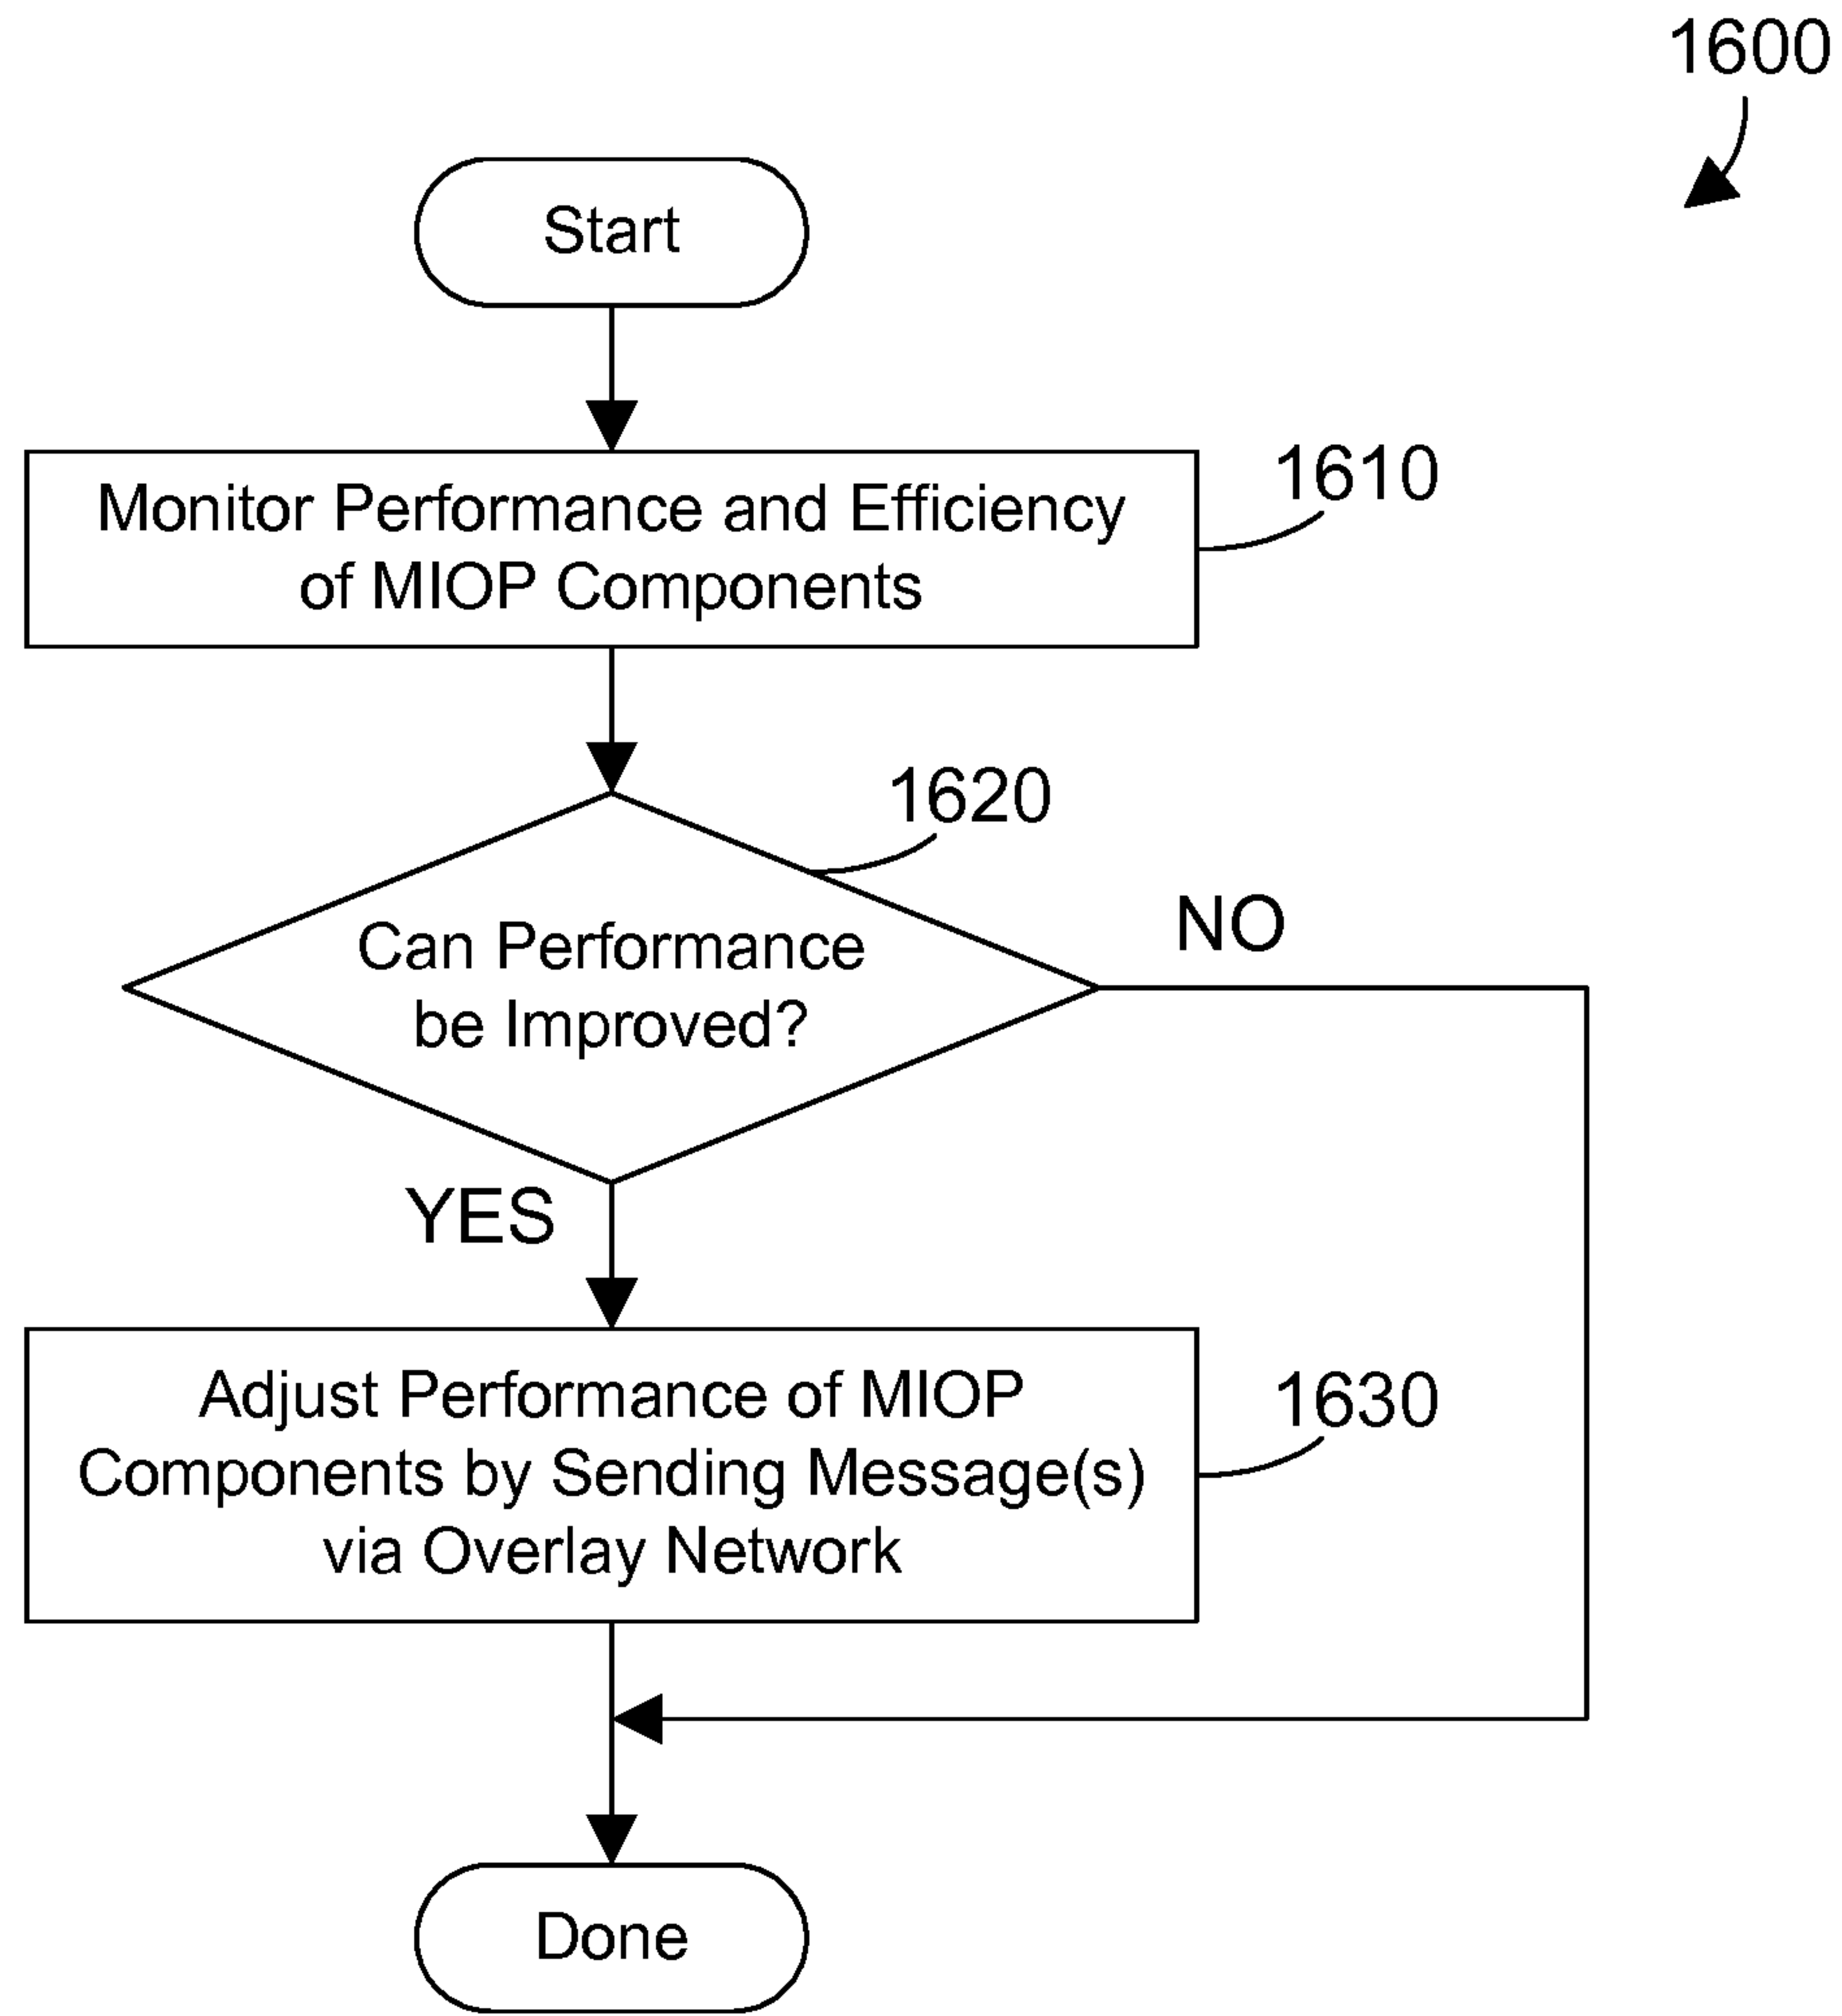 1600
Start
Monitor Performance and Efficiency
of MIOP Components
1610
1620
Can Performance
be Improved?
NO
YES
Adjust Performance of MIOP
Components by Sending Message(s)
via Overlay Network
1630
Done